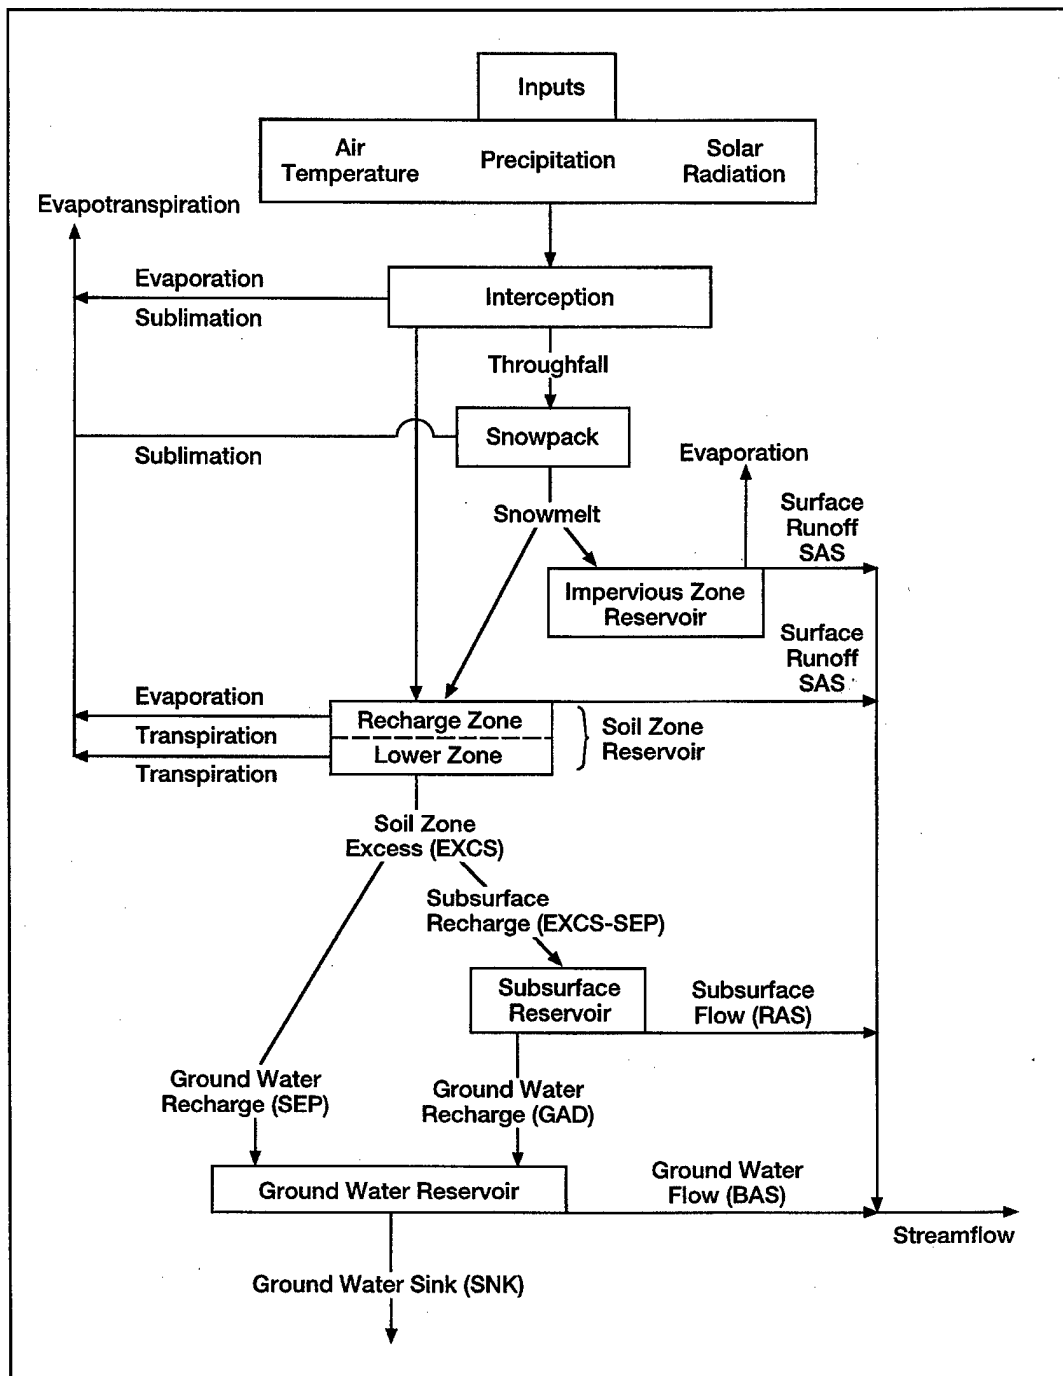 Inputs
Air
Temperature
Precipitation
Solar
Radiation
Evapotranspiration
Evaporation
Sublimation
Interception
Throughfall
Snowpack
Sublimation
Evaporation
Snowmelt
Surface
Runoff
SAS
Impervious Zone
Reservoir
Surface
Runoff
SAS
Evaporation
Transpiration
Transpiration
Recharge Zone
Lower Zone
Soil Zone
Reservoir
Soil Zone
Excess (EXCS)
Subsurface
Recharge (EXCS-SEP)
Subsurface
Reservoir
Subsurface
Flow (RAS)
Ground Water
Recharge (SEP)
Ground Water
Recharge (GAD)
Ground Water Reservoir
Ground Water
Flow (BAS)
Streamflow
Ground Water Sink (SNK)